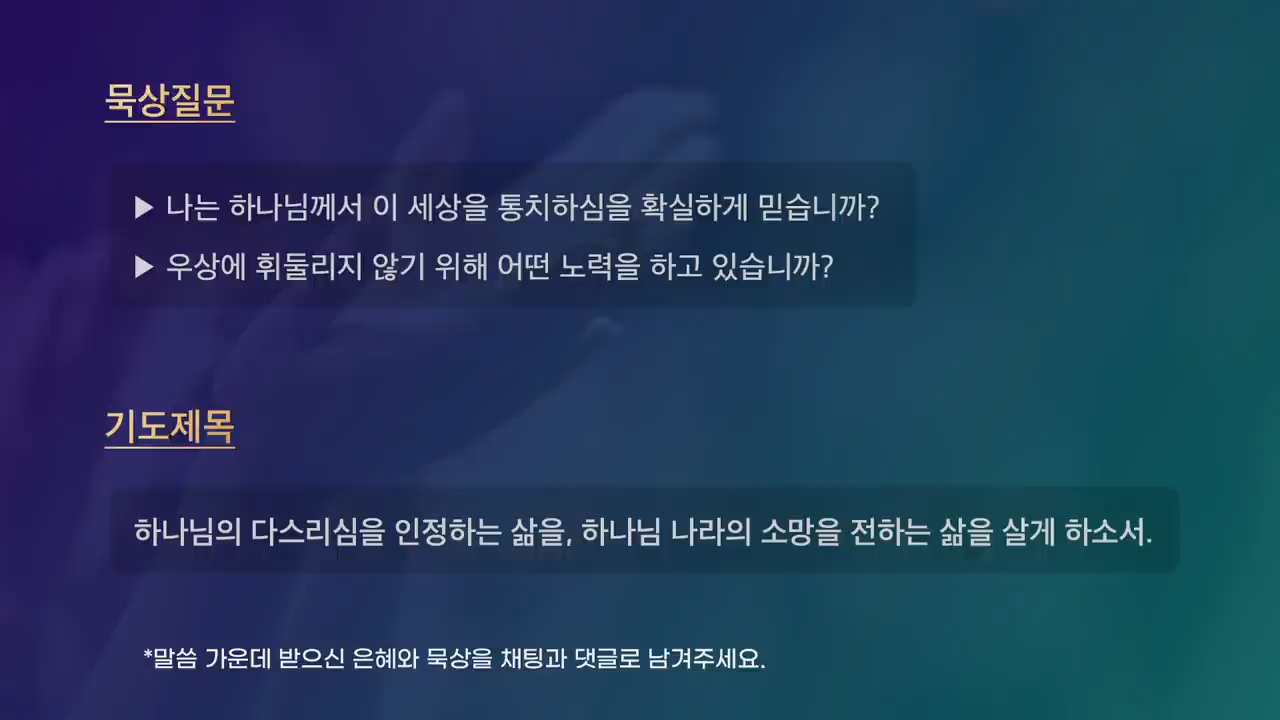 묵상질문
▶ 나는 하나님께서 이 세상을 통치하심을 확실하게 믿습니까?
▶ 우상에 휘둘리지 않기 위해 어떤 노력을 하고 있습니까?
기도제목
하나님의 다스리심을 인정하는 삶을, 하나님 나라의 소망을 전하는 삶을 살게 하소서.
*말씀 가운데 받으신 은혜와 묵상을 채팅과 댓글로 남겨주세요.